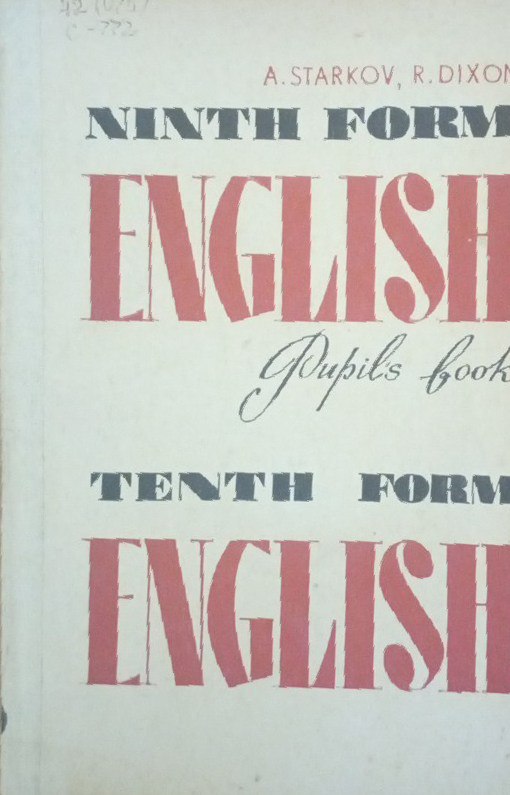 A. STARKOV, R. DIXON
NINTH FORM
ENGLISH
Pupil's book
TENTH FORM
ENGLISH